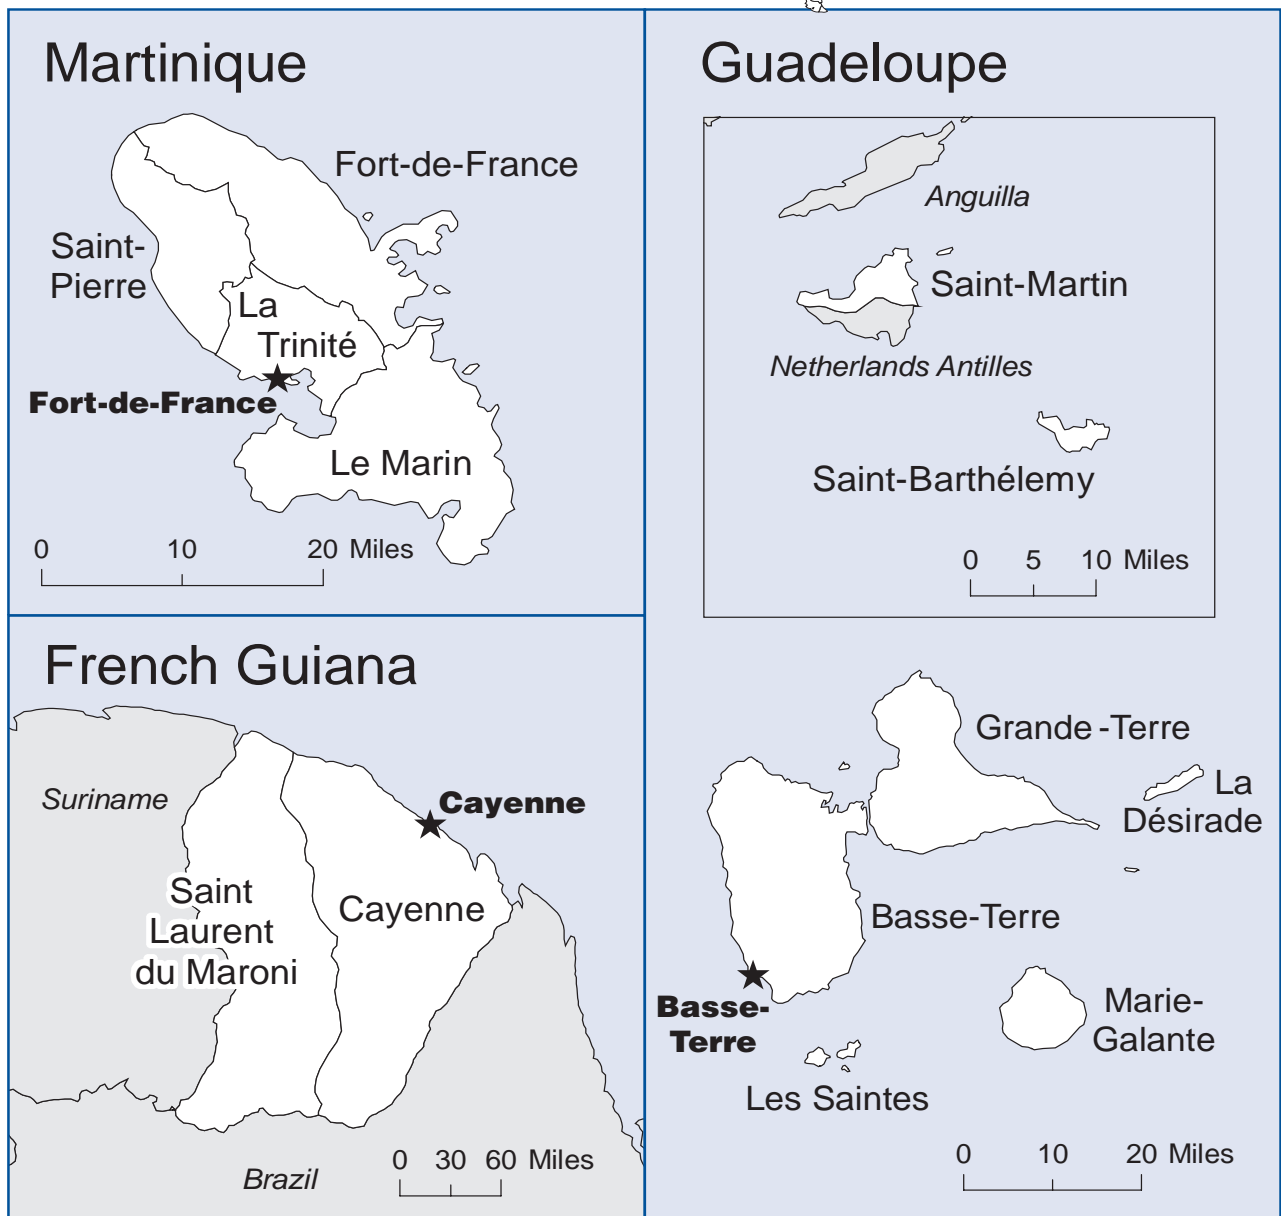 Martinique
Fort-de-France
Saint-
Pierre
La
Trinité
Fort-de-France
Le Marin
0 10 20 Miles
Guadeloupe
Anguilla
Saint-Martin
Netherlands Antilles
Saint-Barthélemy
0 5 10 Miles
French Guiana
Suriname
Cayenne
Saint
Laurent
du Maroni
Cayenne
Brazil
0 30 60 Miles
Grande-Terre
La
Désirade
Basse-Terre
Basse-
Terre
Marie-
Galante
Les Saintes
0 10 20 Miles